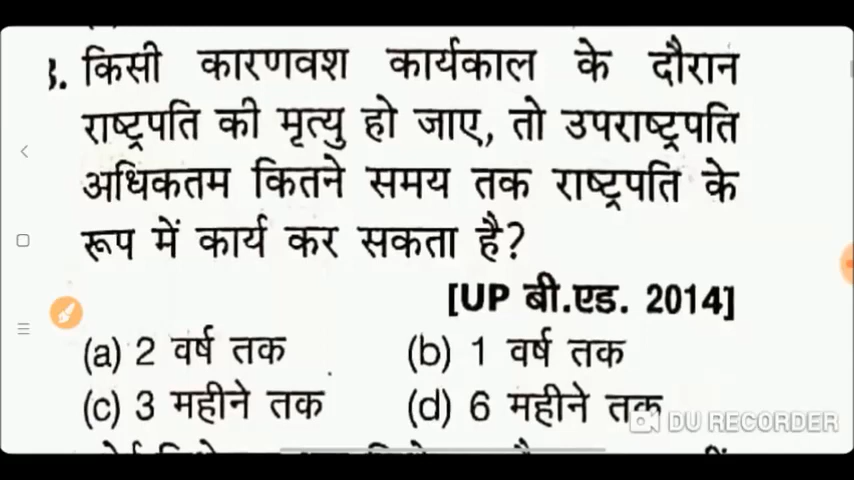 3. किसी कारणवश कार्यकाल के दौरान
राष्ट्रपति की मृत्यु हो जाए, तो उपराष्ट्रपति
अधिकतम कितने समय तक राष्ट्रपति के
रूप में कार्य कर सकता है?
[UP बी.एड. 2014]
(a) 2 वर्ष तक (b) 1 वर्ष तक
(c) 3 महीने तक (d) 6 महीने तक
DU RECORDER